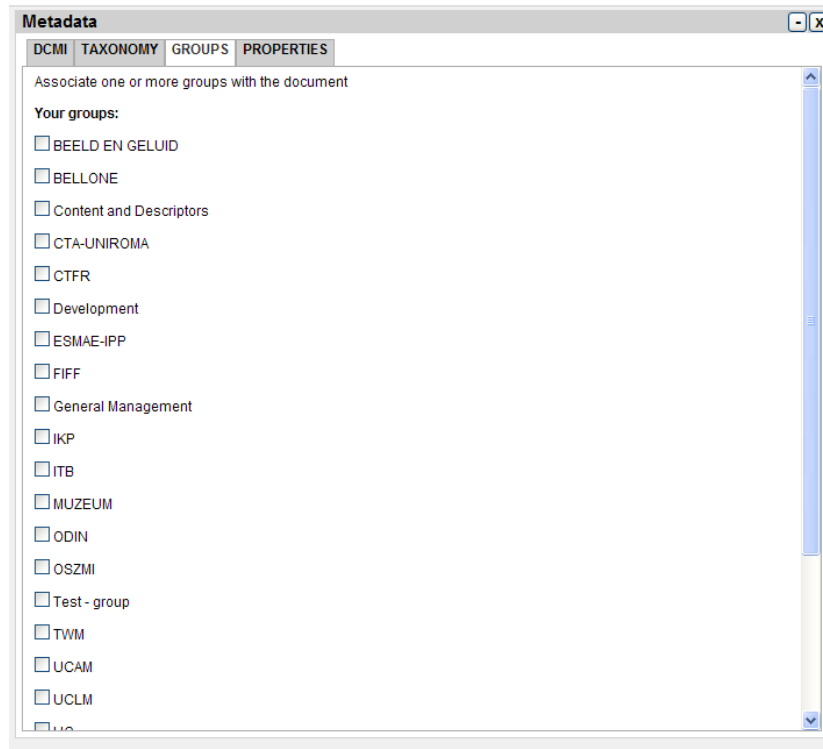 Metadata
- X
DCMI TAXONOMY GROUPS PROPERTIES
Associate one or more groups with the document
Your groups:
BEELD EN GELUID
BELLONE
Content and Descriptors
CTA-UNIROMA
CTFR
Development
ESMAE-IPP
FIFF
General Management
IKP
ITB
MUZEUM
ODIN
OSZMI
Test - group
TWM
UCAM
UCLM